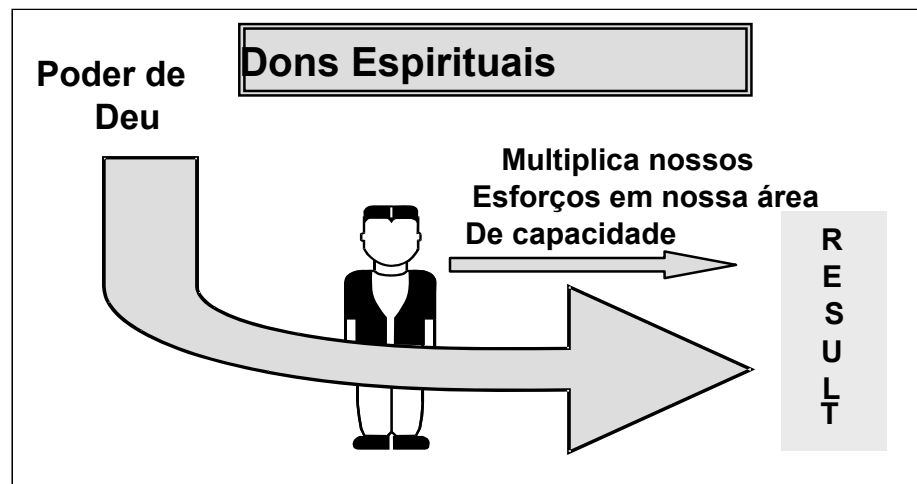 Dons Espirituais
Poder de
Deu
Multiplica nossos
Esforços em nossa área
De capacidade
R
E
S
U
L
T